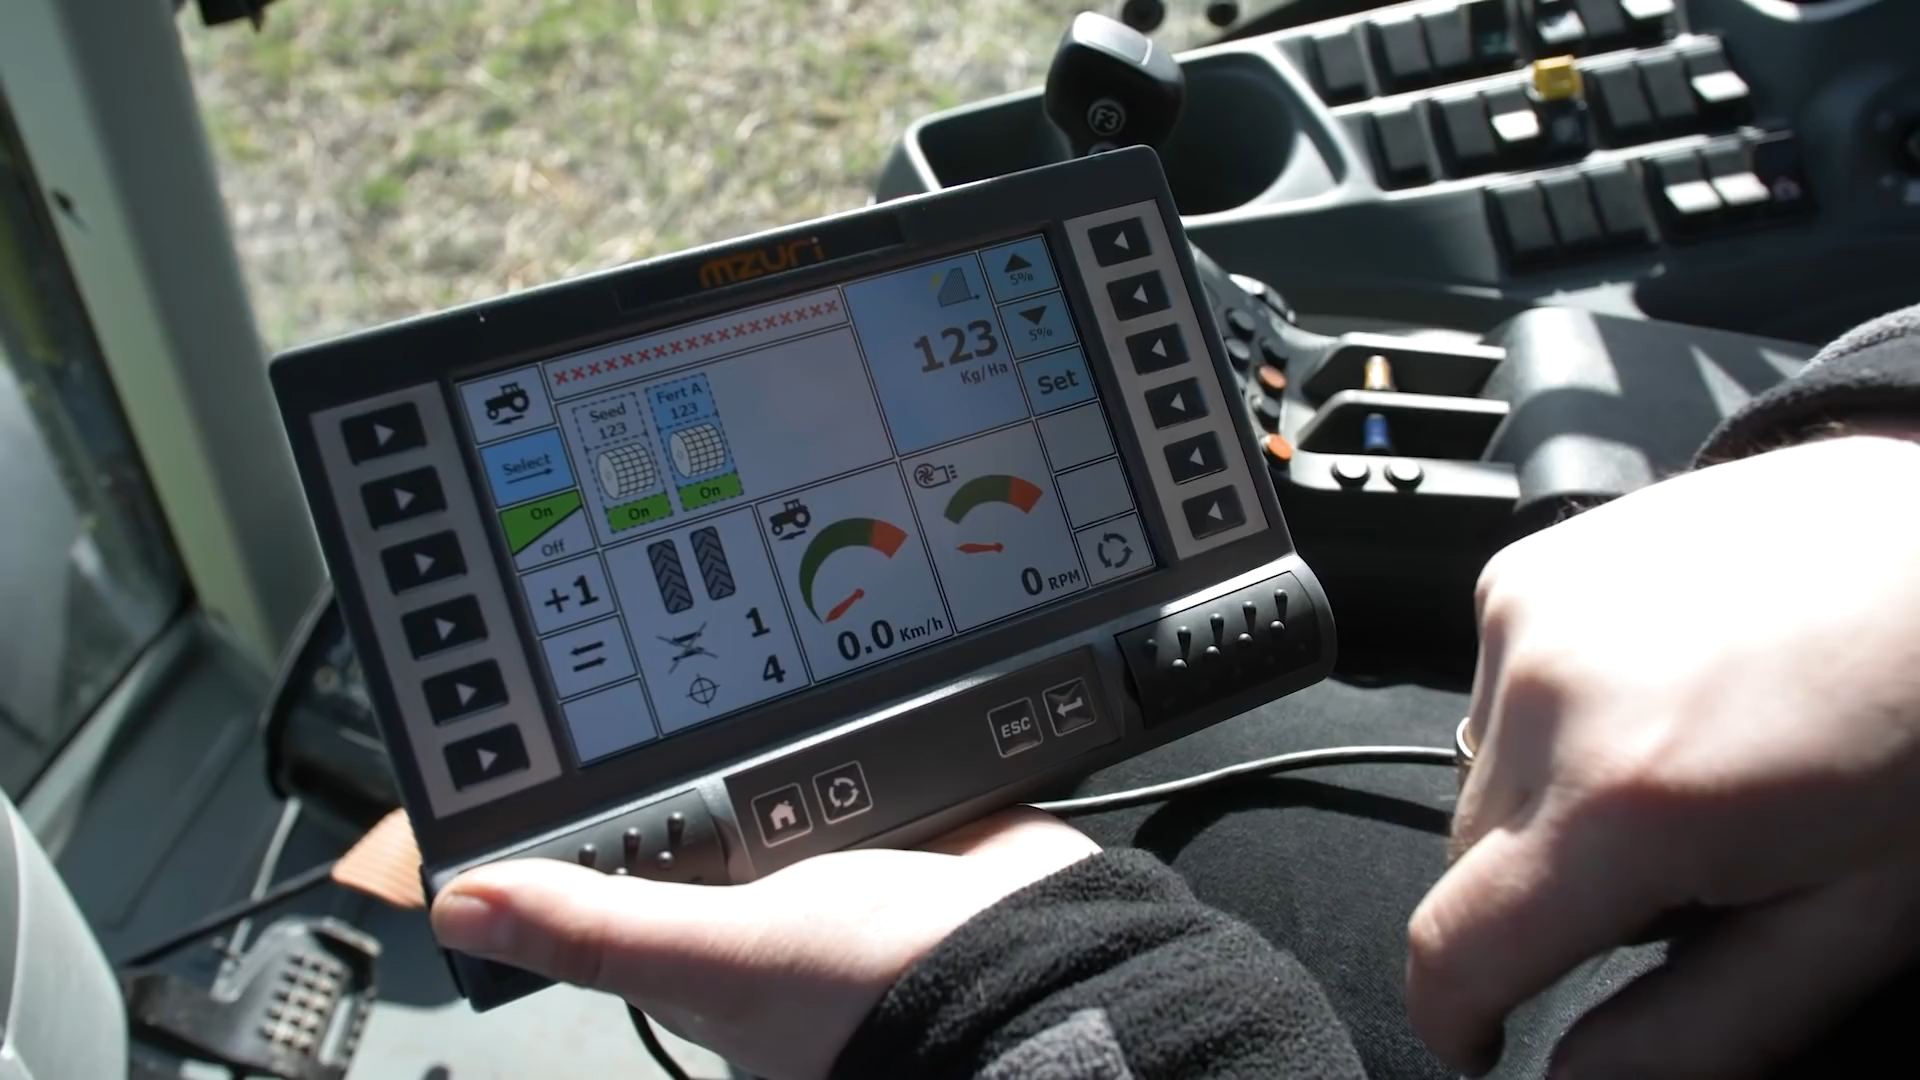 F3
mzuri
xxxxxxxxxxxxxxxxxxxx
5%
123
Kg/Ha
5%
Set
Seed
123
On
Fert A
123
On
Select
On
Off
+1
1
4
0.0 Km/h
0 RPM
ESC